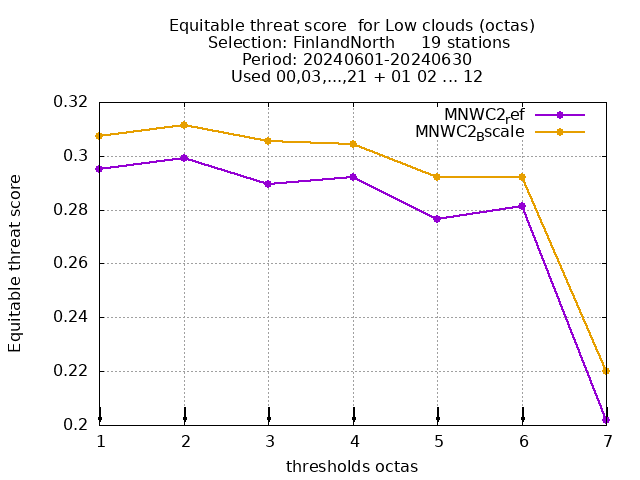 Equitable threat score  for Low clouds (octas)
Selection: FinlandNorth     19 stations
Period: 20240601-20240630
Used 00,03,...,21 + 01 02 ... 12
MNWC2ref
MNWC2Bscale
0.32
0.3
0.28
0.26
0.24
0.22
0.2
Equitable threat score
1 2 3 4 5 6 7
thresholds octas